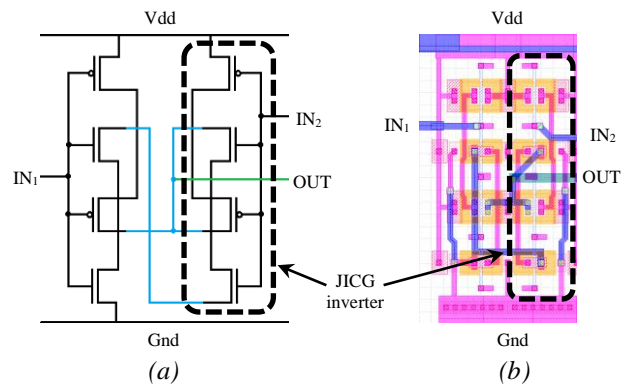 Vdd
IN1
IN2
OUT
JICG
inverter
Gnd
(a)
Vdd
IN1
IN2
OUT
Gnd
(b)